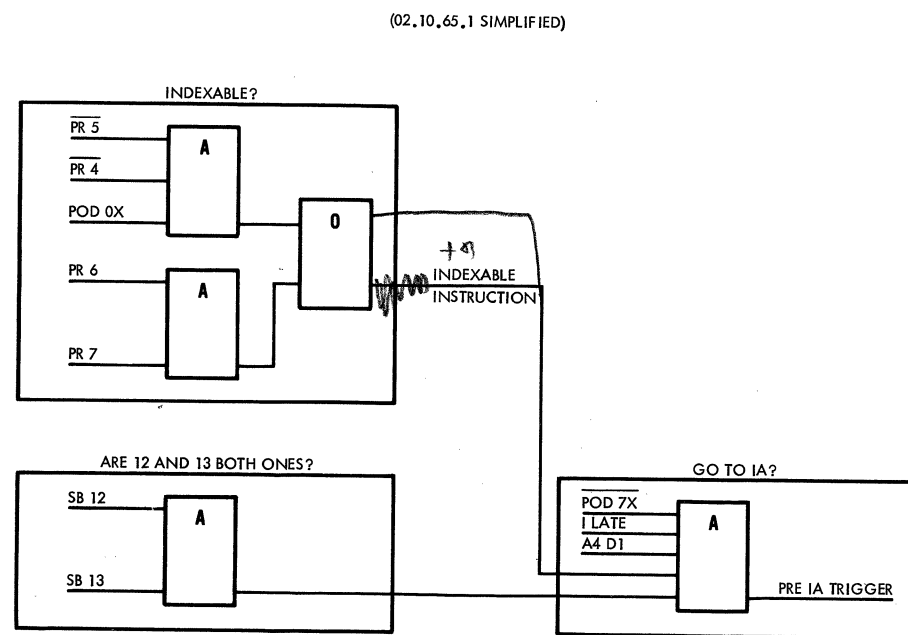 (02.10.65.1 SIMPLIFIED)
INDEXABLE?
PR 5
A
PR 4
POD 0X
O
PR 6
A
INDEXABLE
INSTRUCTION
PR 7
ARE 12 AND 13 BOTH ONES?
GO TO IA?
SB 12
A
POD 7X
I LATE
A
A4 D1
SB 13
PRE IA TRIGGER